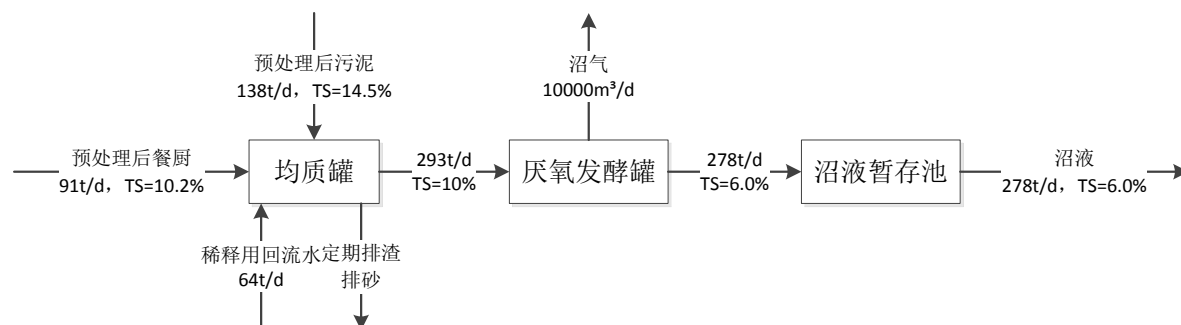 预处理后污泥
138t/d，TS=14.5%
沼气
10000m³/d
预处理后餐厨
91t/d，TS=10.2%
均质罐
293t/d
TS=10%
厌氧发酵罐
278t/d
TS=6.0%
沼液暂存池
沼液
278t/d，TS=6.0%
稀释用回流水
64t/d
定期排渣
排砂